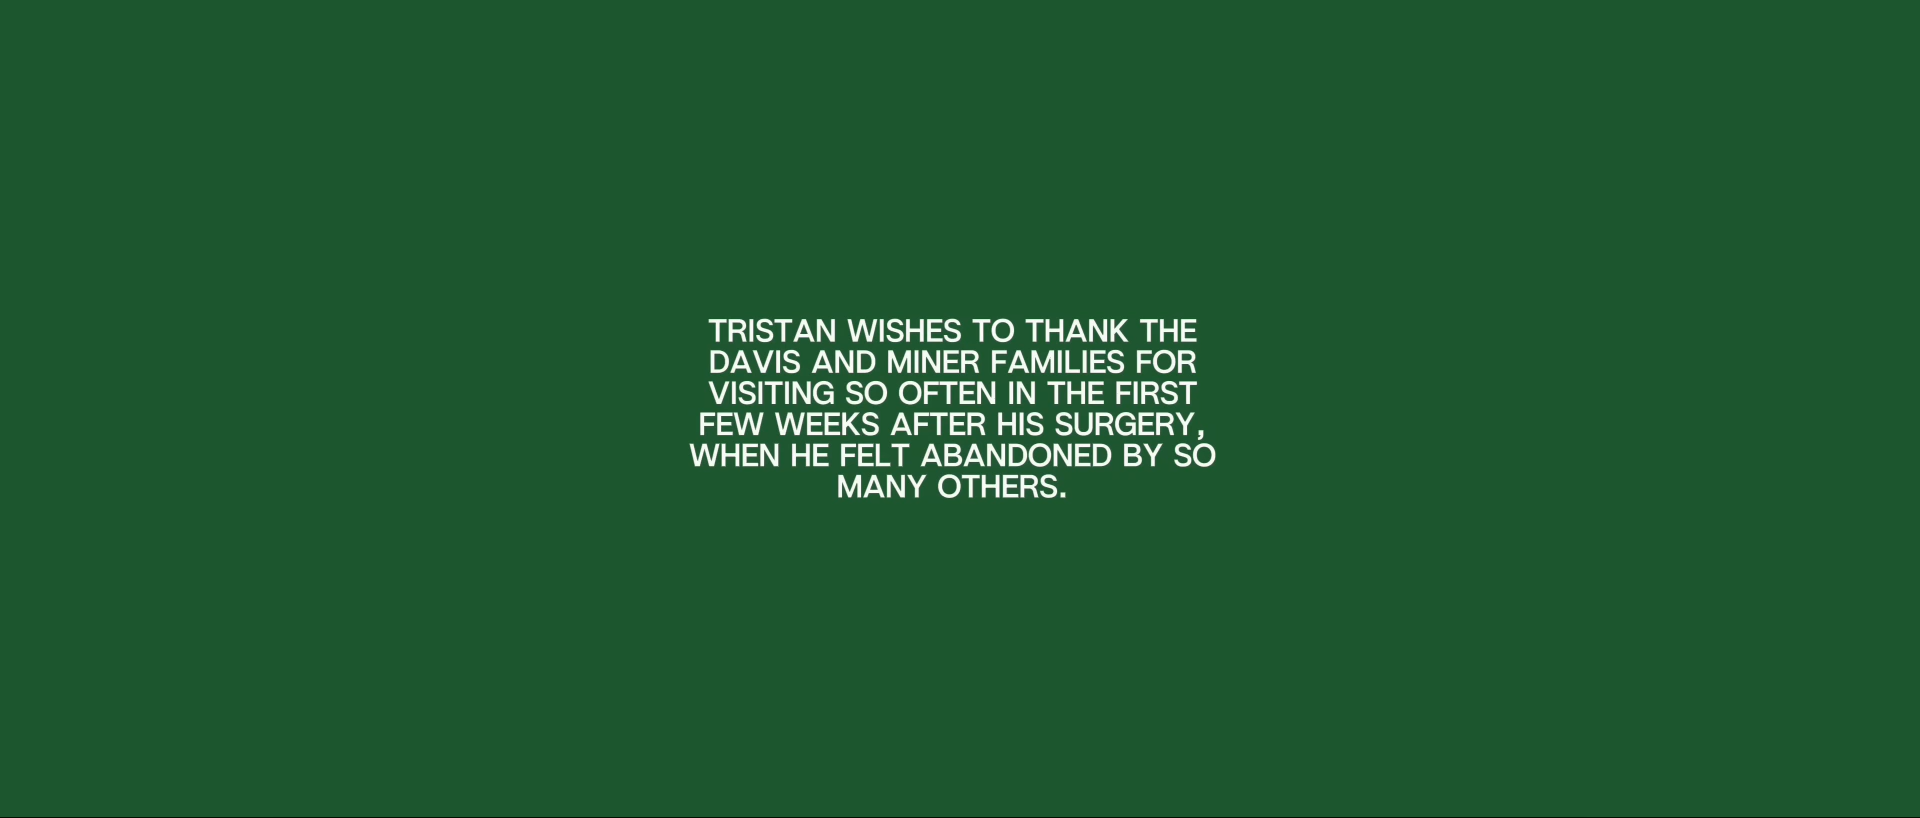 TRISTAN WISHES TO THANK THE
DAVIS AND MINER FAMILIES FOR
VISITING SO OFTEN IN THE FIRST
FEW WEEKS AFTER HIS SURGERY,
WHEN HE FELT ABANDONED BY SO
MANY OTHERS.